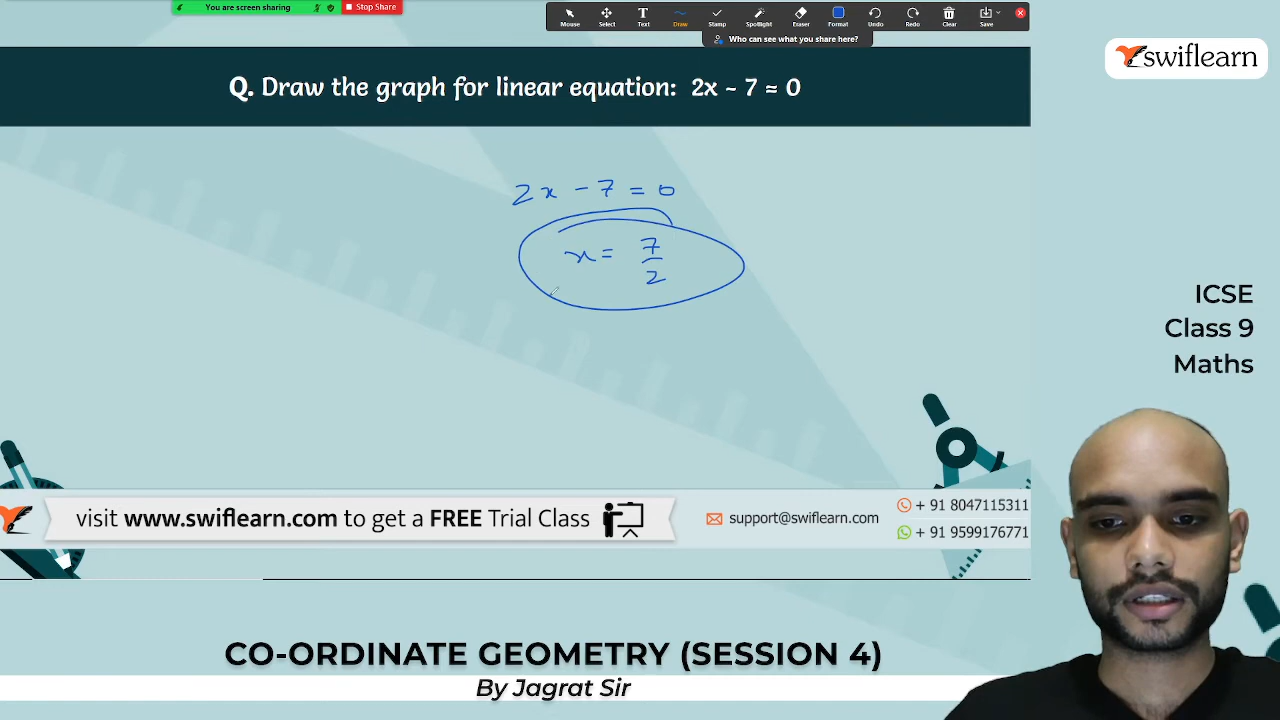 You are screen sharing Stop Share
Mouse Select Text Draw Stamp Spotlight Eraser Format Undo Redo Clear Save
Who can see what you share here?
swiflearn
Q. Draw the graph for linear equation: 2x - 7 = 0
2x - 7 = 0
x = 7/2
ICSE
Class 9
Maths
visit www.swiflearn.com to get a FREE Trial Class
support@swiflearn.com
+ 91 8047115311
+ 91 9599176771
CO-ORDINATE GEOMETRY (SESSION 4)
By Jagrat Sir